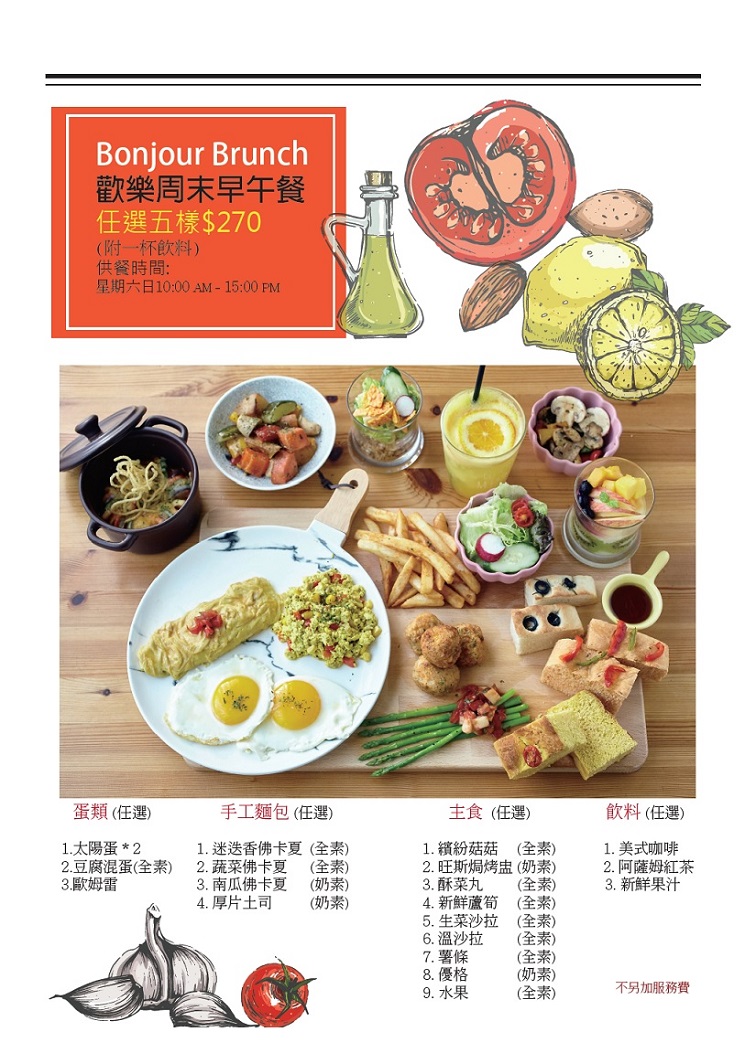 Bonjour Brunch
歡樂周末早午餐
任選五樣$270
(附一杯飲料)
供餐時間:
星期六日10:00 AM - 15:00 PM
蛋類 (任選)
1.太陽蛋 * 2
2.豆腐混蛋(全素)
3.歐姆雷
手工麵包 (任選)
1. 迷迭香佛卡夏 (全素)
2. 蔬菜佛卡夏 (全素)
3. 南瓜佛卡夏 (奶素)
4. 厚片土司 (奶素)
主食 (任選)
1. 繽紛菇菇 (全素)
2. 旺斯焗烤盅 (奶素)
3. 酥菜丸 (全素)
4. 新鮮蘆筍 (全素)
5. 生菜沙拉 (全素)
6. 溫沙拉 (全素)
7. 薯條 (全素)
8. 優格 (奶素)
9. 水果 (全素)
飲料 (任選)
1. 美式咖啡
2. 阿薩姆紅茶
3. 新鮮果汁
不另加服務費